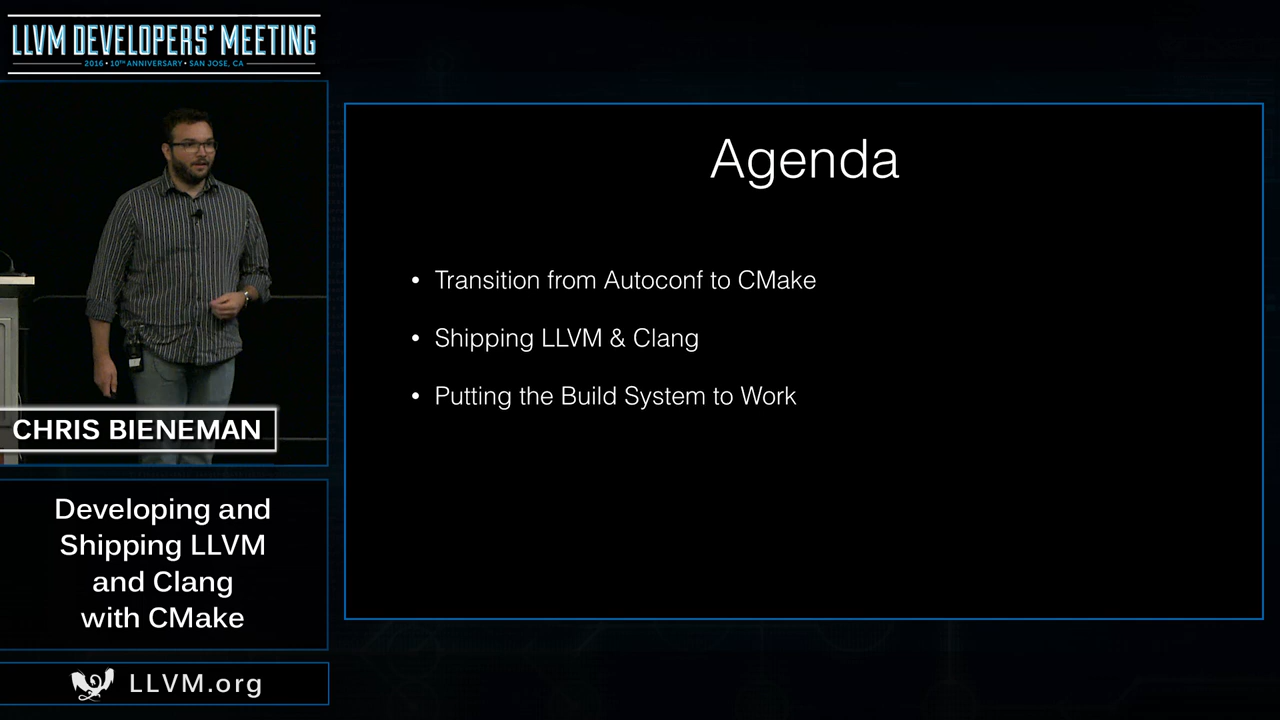 LLVM DEVELOPERS' MEETING
2016 • 10TH ANNIVERSARY • SAN JOSE, CA
CHRIS BIENEMAN
Developing and
Shipping LLVM
and Clang
with CMake
LLVM.org
Agenda
• Transition from Autoconf to CMake
• Shipping LLVM & Clang
• Putting the Build System to Work